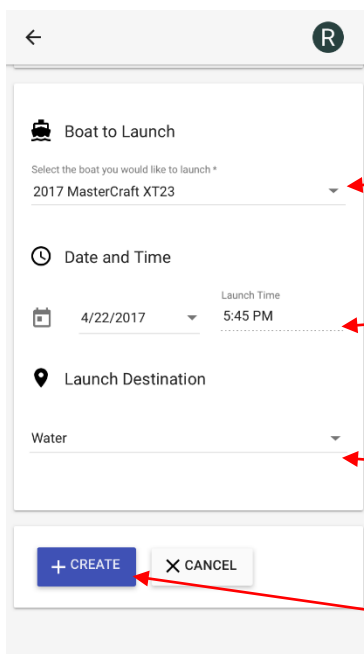 R
Boat to Launch
Select the boat you would like to launch *
2017 MasterCraft XT23
Date and Time
Launch Time
4/22/2017 5:45 PM
Launch Destination
Water
+ CREATE X CANCEL